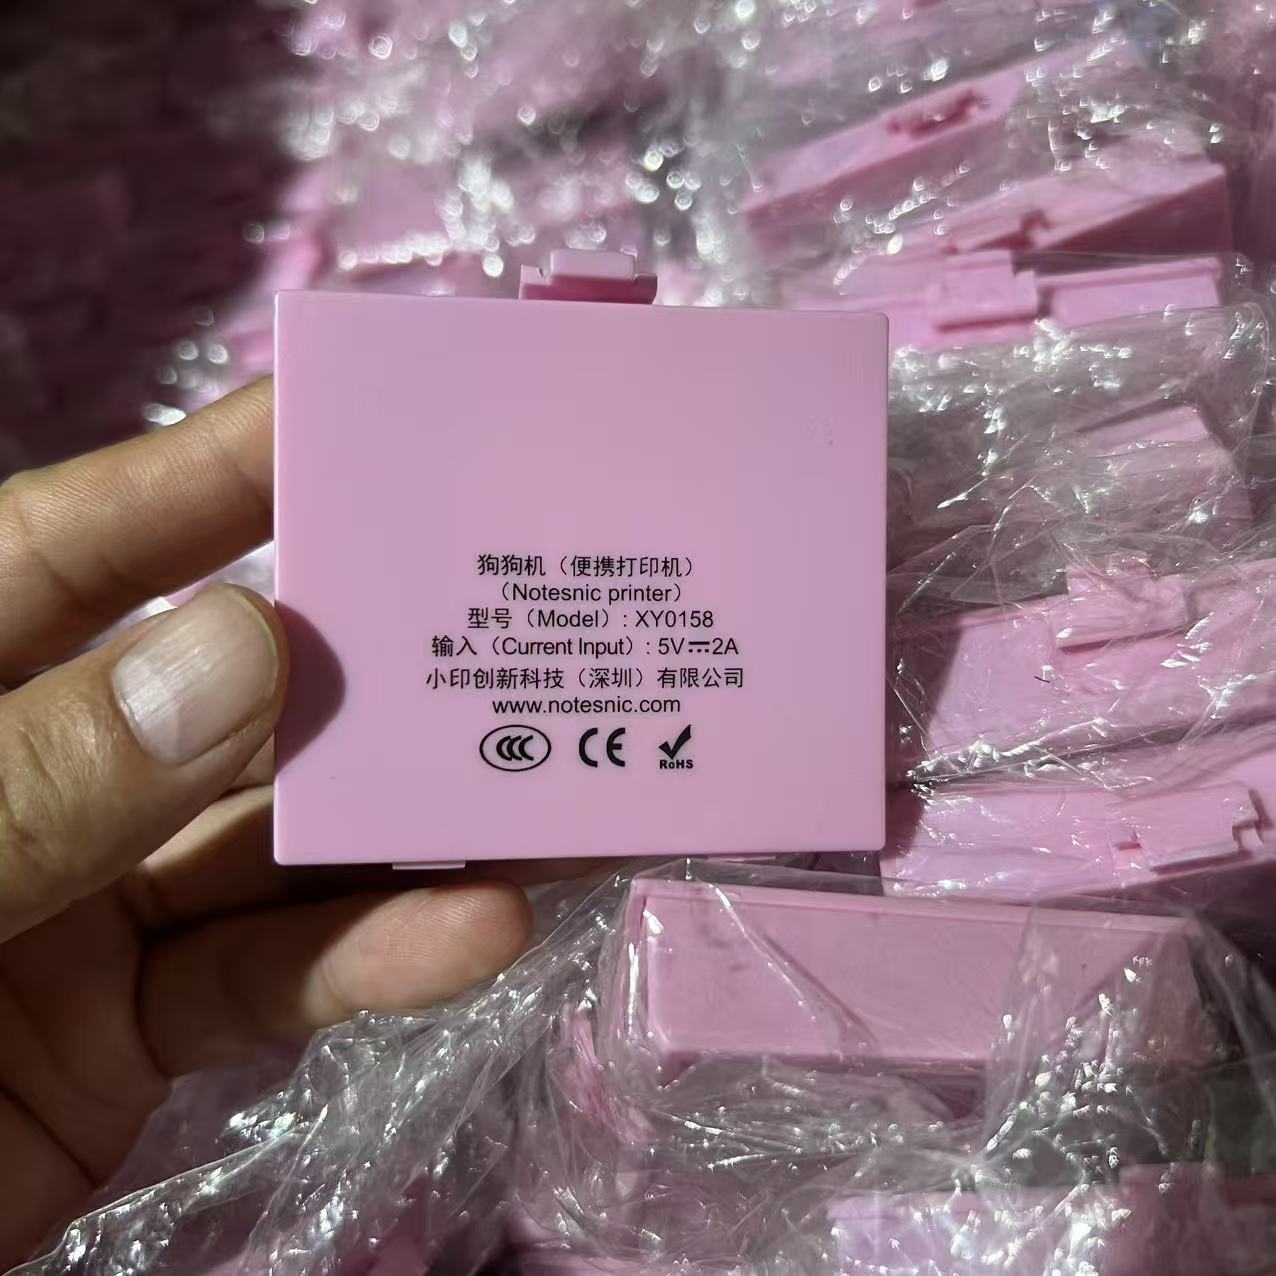 狗狗机（便携打印机）
（Notesnic printer）
型号（Model）: XY0158
输入（Current Input）: 5V⎓2A
小印创新科技（深圳）有限公司
www.notesnic.com
CCC CE RoHS